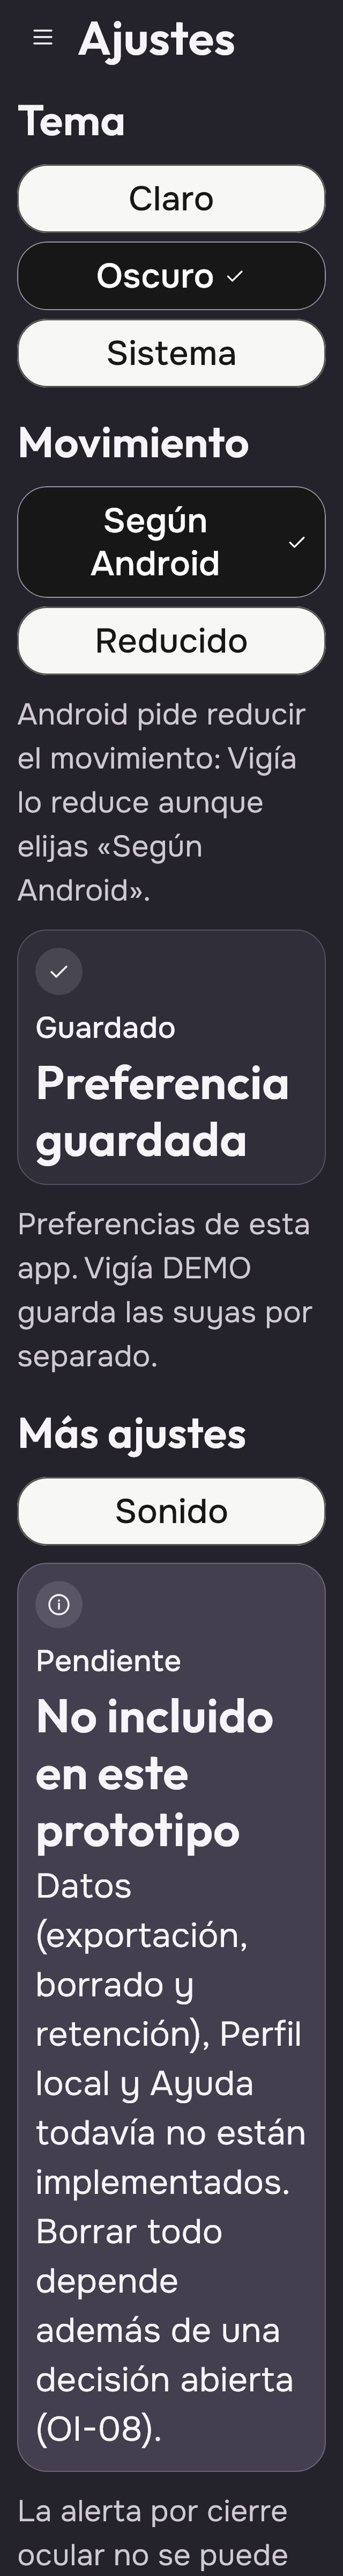 Ajustes
Tema
Claro
Oscuro
Sistema
Movimiento
Según
Android
Reducido
Android pide reducir
el movimiento: Vigía
lo reduce aunque
elijas «Según
Android».
Guardado
Preferencia
guardada
Preferencias de esta
app. Vigía DEMO
guarda las suyas por
separado.
Más ajustes
Sonido
Pendiente
No incluido
en este
prototipo
Datos
(exportación,
borrado y
retención), Perfil
local y Ayuda
todavía no están
implementados.
Borrar todo
depende
además de una
decisión abierta
(OI-08).
La alerta por cierre
ocular no se puede